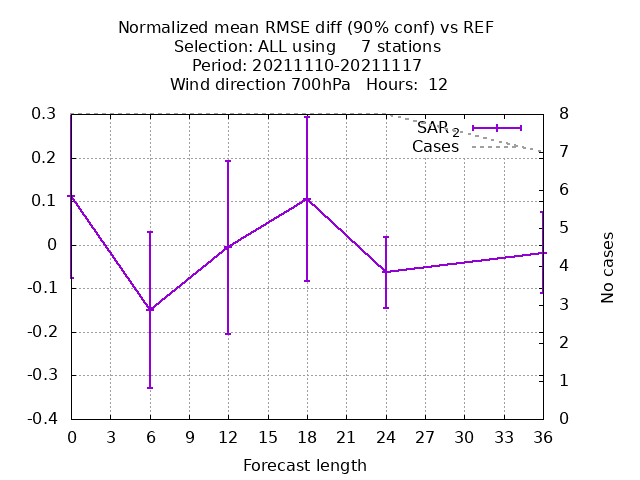 Normalized mean RMSE diff (90% conf) vs REF
Selection: ALL using     7 stations
Period: 20211110-20211117
Wind direction 700hPa   Hours:  12
0.3
0.2
0.1
0
-0.1
-0.2
-0.3
-0.4
SAR_2
Cases
8
7
6
5
4
3
2
1
0
No cases
0 3 6 9 12 15 18 21 24 27 30 33 36
Forecast length